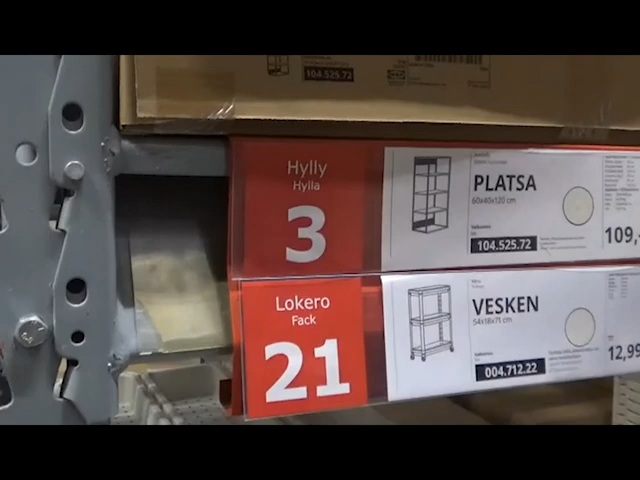 104.525.72
Hylly
Hylla
3
PLATSA
60x40x120 cm
104.525.72
109,-
Lokero
Fack
21
VESKEN
54x18x71 cm
004.712.22
12,99